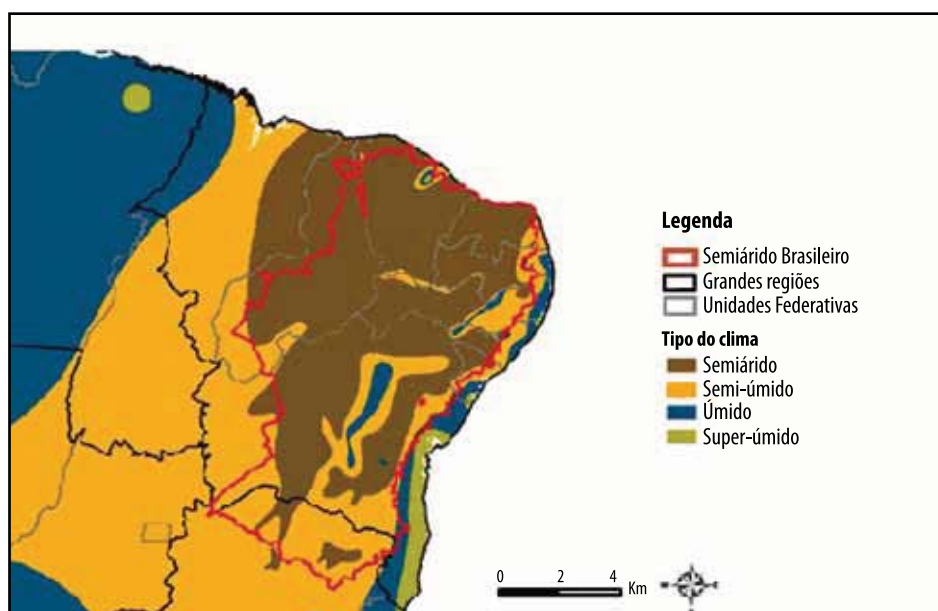 Legenda
Semiárido Brasileiro
Grandes regiões
Unidades Federativas
Tipo do clima
Semiárido
Semi-úmido
Úmido
Super-úmido
0 2 4 Km